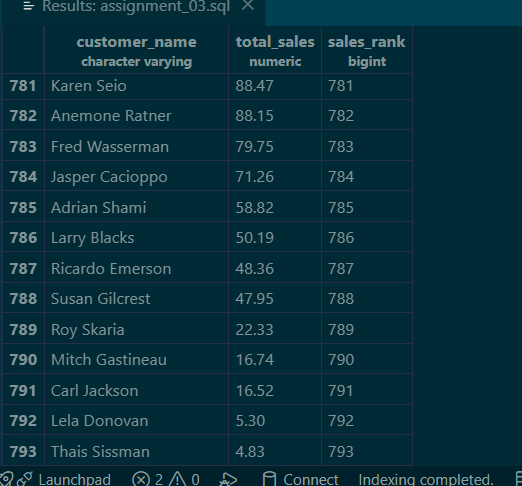 Results: assignment_03.sql
customer_name total_sales sales_rank
character varying numeric bigint
781 Karen Seio 88.47 781
782 Anemone Ratner 88.15 782
783 Fred Wasserman 79.75 783
784 Jasper Cacioppo 71.26 784
785 Adrian Shami 58.82 785
786 Larry Blacks 50.19 786
787 Ricardo Emerson 48.36 787
788 Susan Gilcrest 47.95 788
789 Roy Skaria 22.33 789
790 Mitch Gastineau 16.74 790
791 Carl Jackson 16.52 791
792 Lela Donovan 5.30 792
793 Thais Sissman 4.83 793
Launchpad 2 0 Connect Indexing completed.